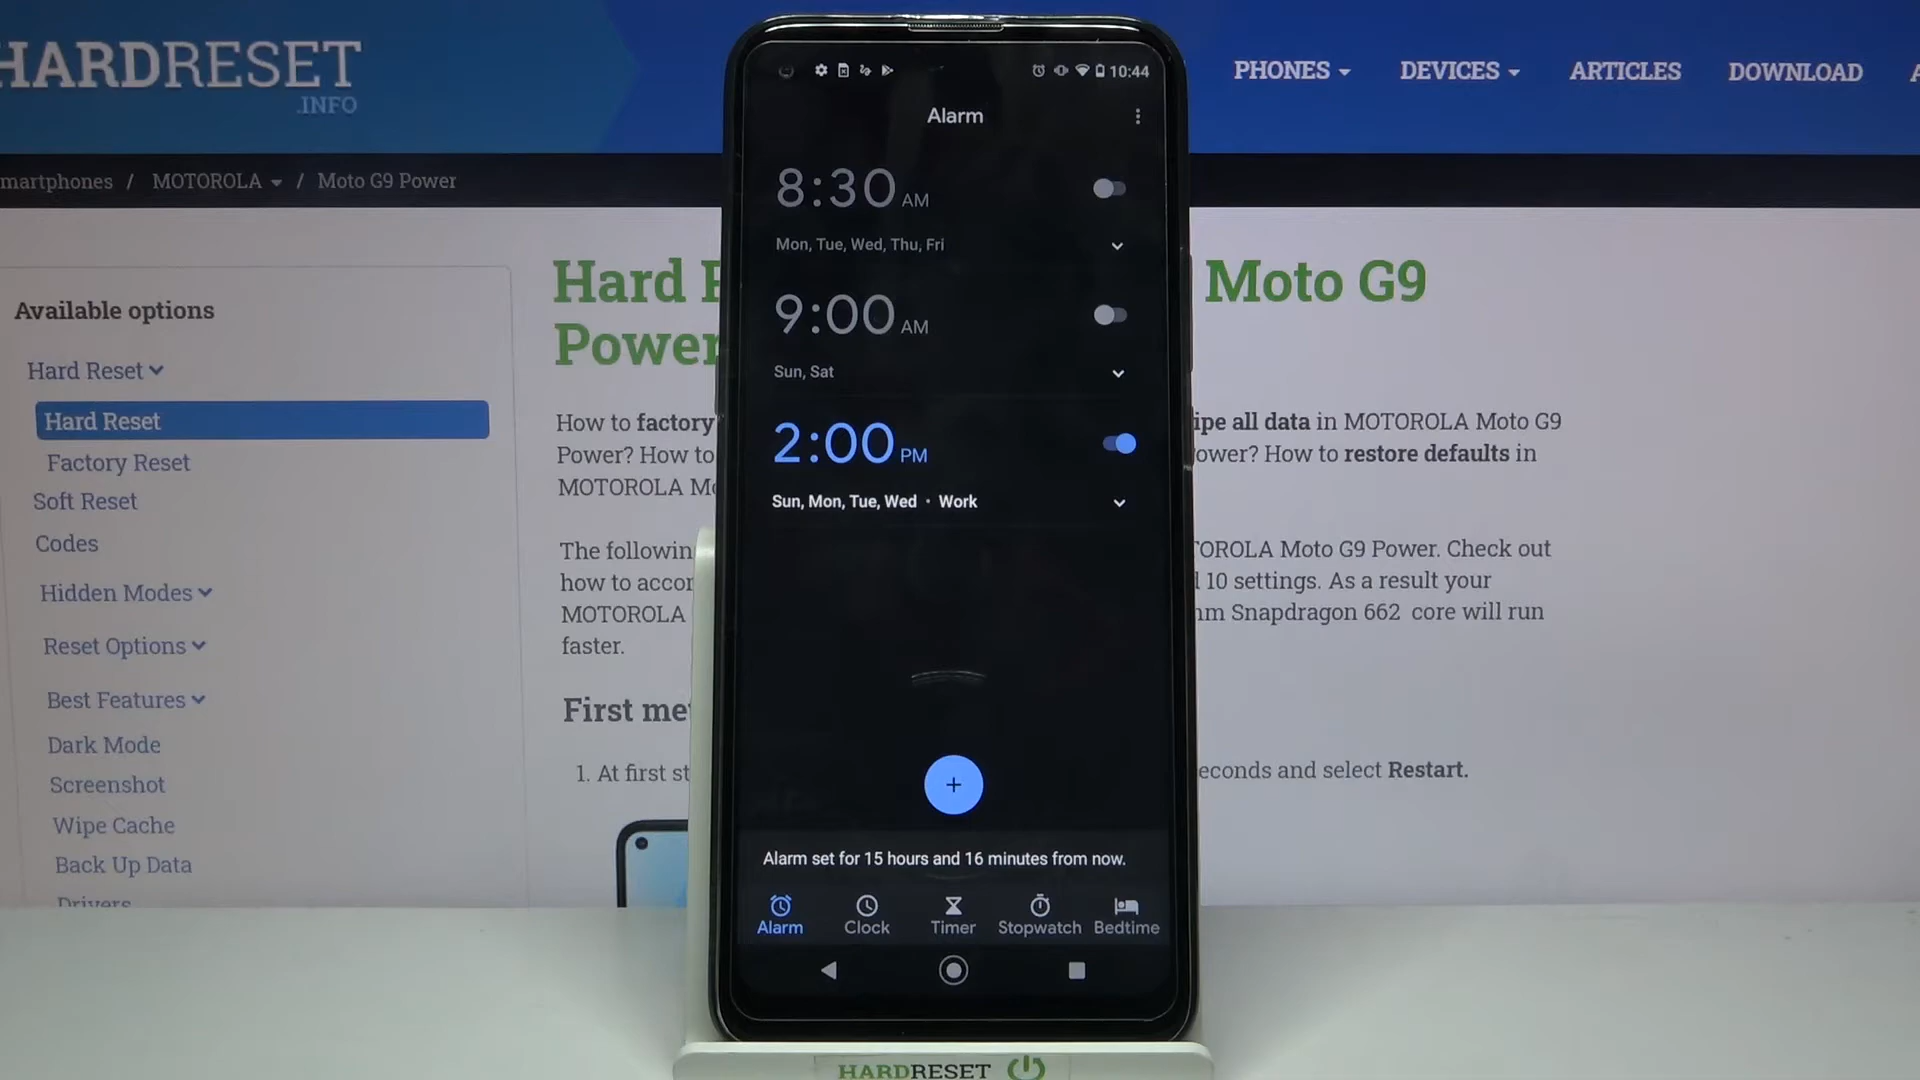 HARDRESET
.INFO
PHONES
DEVICES
ARTICLES
DOWNLOAD
martphones / MOTOROLA / Moto G9 Power
Available options
Hard Reset
Hard Reset
Factory Reset
Soft Reset
Codes
Hidden Modes
Reset Options
Best Features
Dark Mode
Screenshot
Wipe Cache
Back Up Data
Drivers
Hard
Moto G9
Power
How to factory
ipe all data in MOTOROLA Moto G9
Power? How to
ower? How to restore defaults in
MOTOROLA
The followin
TOROLA Moto G9 Power. Check out
how to accor
10 settings. As a result your
MOTOROLA
Snapdragon 662 core will run
faster.
First me
1. At first st
econds and select Restart.
10:44
Alarm
8:30 AM
Mon, Tue, Wed, Thu, Fri
9:00 AM
Sun, Sat
2:00 PM
Sun, Mon, Tue, Wed • Work
+
Alarm set for 15 hours and 16 minutes from now.
Alarm
Clock
Timer
Stopwatch
Bedtime
HARDRESET